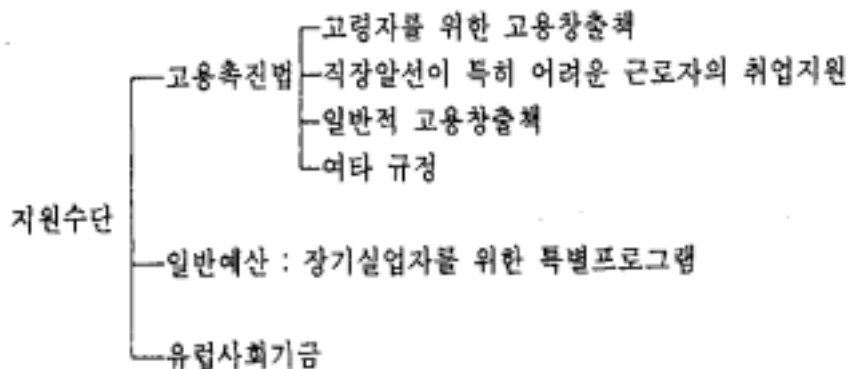 고령자를 위한 고용창출책
고용촉진법
직장알선이 특히 어려운 근로자의 취업지원
일반적 고용창출책
여타 규정
지원수단
일반예산 : 장기실업자를 위한 특별프로그램
유럽사회기금